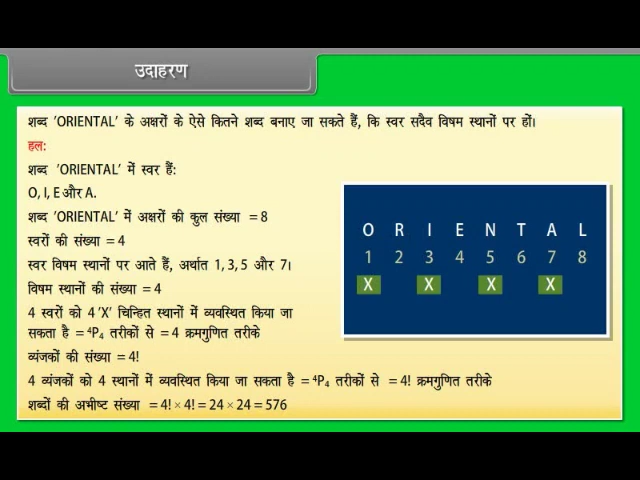 उदाहरण
शब्द 'ORIENTAL' के अक्षरों के ऐसे कितने शब्द बनाए जा सकते हैं, कि स्वर सदैव विषम स्थानों पर हों।
हल:
शब्द 'ORIENTAL' में स्वर हैं:
O, I, E और A.
शब्द 'ORIENTAL' में अक्षरों की कुल संख्या = 8
स्वरों की संख्या = 4
स्वर विषम स्थानों पर आते हैं, अर्थात 1, 3, 5 और 7।
विषम स्थानों की संख्या = 4
4 स्वरों को 4 'X' चिन्हित स्थानों में व्यवस्थित किया जा
सकता है = ⁴P₄ तरीकों से = 4 क्रमगुणित तरीके
व्यंजकों की संख्या = 4!
4 व्यंजकों को 4 स्थानों में व्यवस्थित किया जा सकता है = ⁴P₄ तरीकों से = 4! क्रमगुणित तरीके
शब्दों की अभीष्ट संख्या = 4! × 4! = 24 × 24 = 576
O R I E N T A L
1 2 3 4 5 6 7 8
X X X X